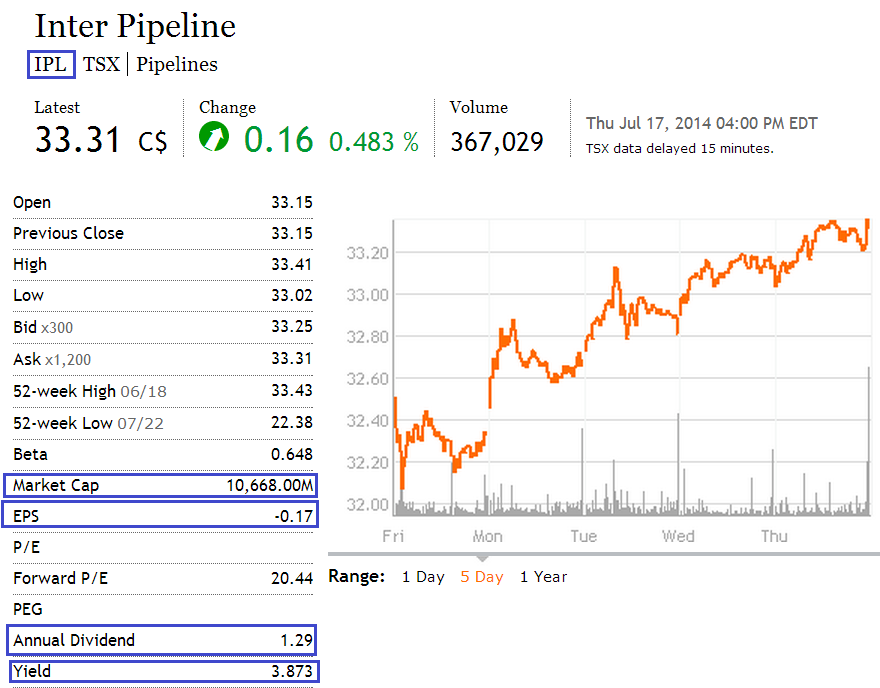 Inter Pipeline
IPL TSX | Pipelines
Latest
33.31 C$
Change
0.16 0.483 %
Volume
367,029
Thu Jul 17, 2014 04:00 PM EDT
TSX data delayed 15 minutes.
Open 33.15
Previous Close 33.15
High 33.41
Low 33.02
Bid x300 33.25
Ask x1,200 33.31
52-week High 06/18 33.43
52-week Low 07/22 22.38
Beta 0.648
Market Cap 10,668.00M
EPS -0.17
P/E
Forward P/E 20.44
PEG
Annual Dividend 1.29
Yield 3.873
33.20
33.00
32.80
32.60
32.40
32.20
32.00
Fri Mon Tue Wed Thu
Range: 1 Day 5 Day 1 Year